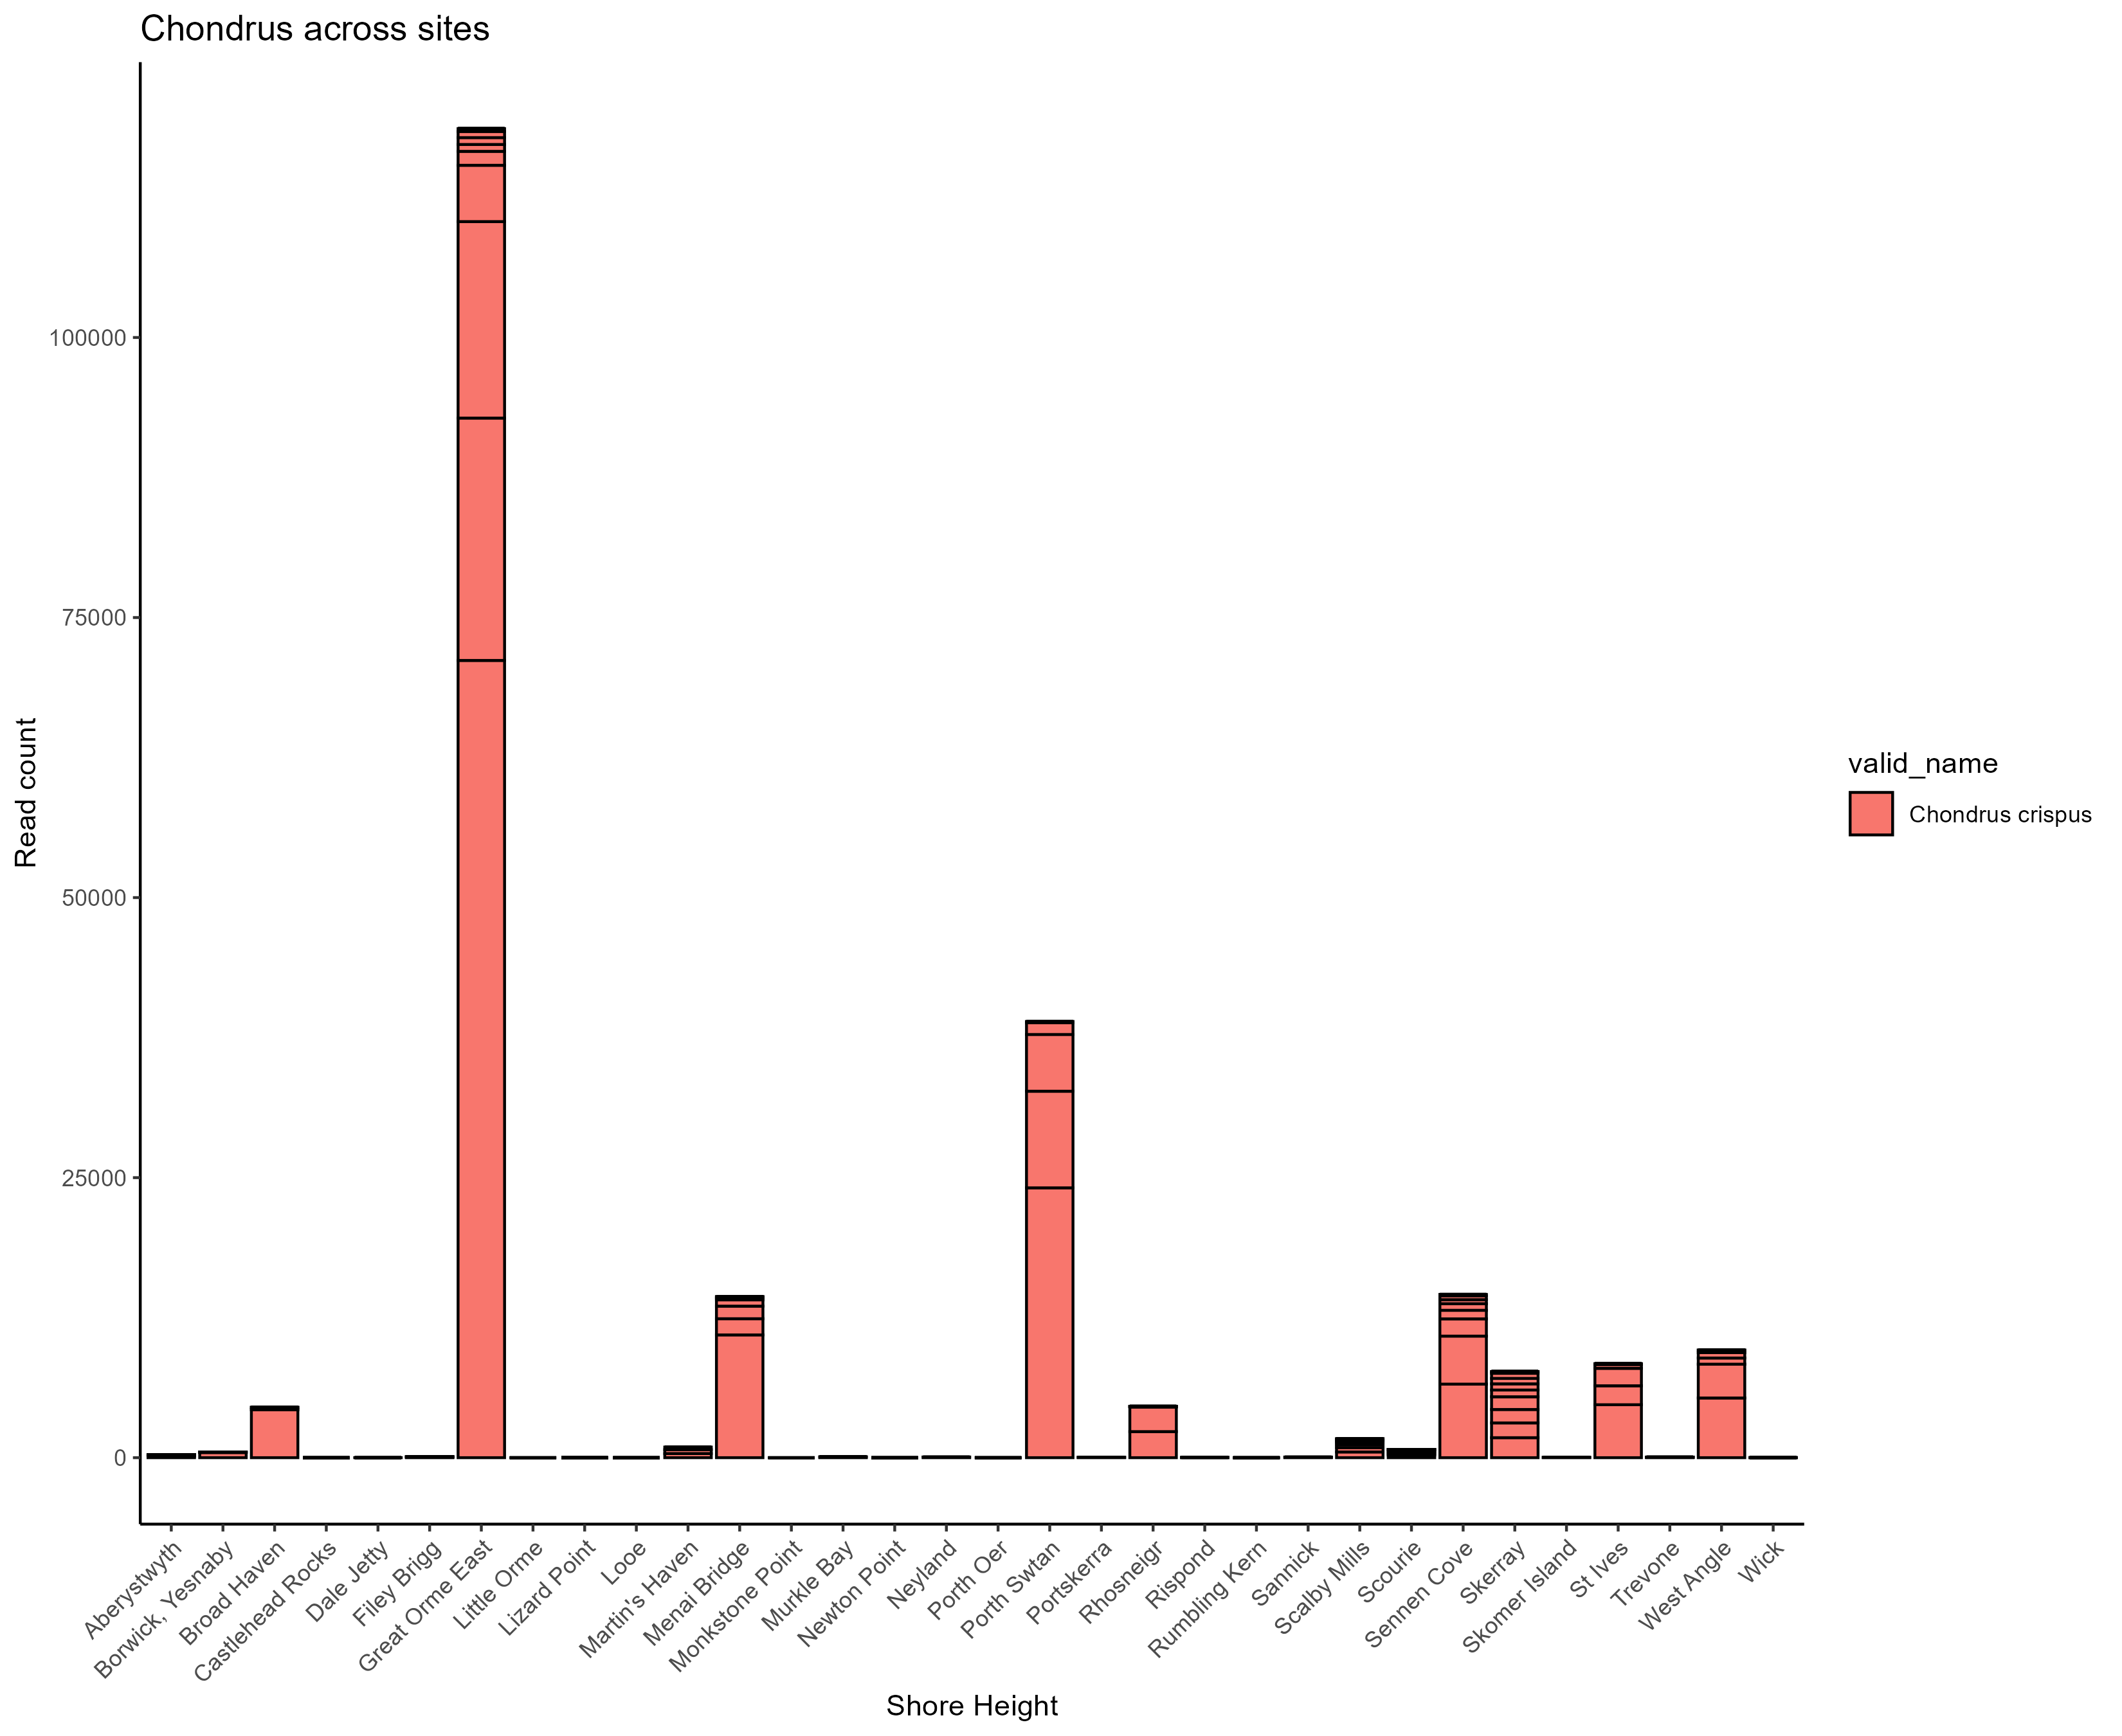 Chondrus across sites
Read count
100000
75000
50000
25000
0
valid_name
Chondrus crispus
Aberystwyth
Borwick, Yesnaby
Broad Haven
Castlehead Rocks
Dale Jetty
Filey Brigg
Great Orme East
Little Orme
Lizard Point
Looe
Martin's Haven
Menai Bridge
Monkstone Point
Murkle Bay
Newton Point
Neyland
Porth Oer
Porth Swtan
Portskerra
Rhosneigr
Rispond
Rumbling Kern
Sannick
Scalby Mills
Scourie
Sennen Cove
Skerray
Skomer Island
St Ives
Trevone
West Angle
Wick
Shore Height